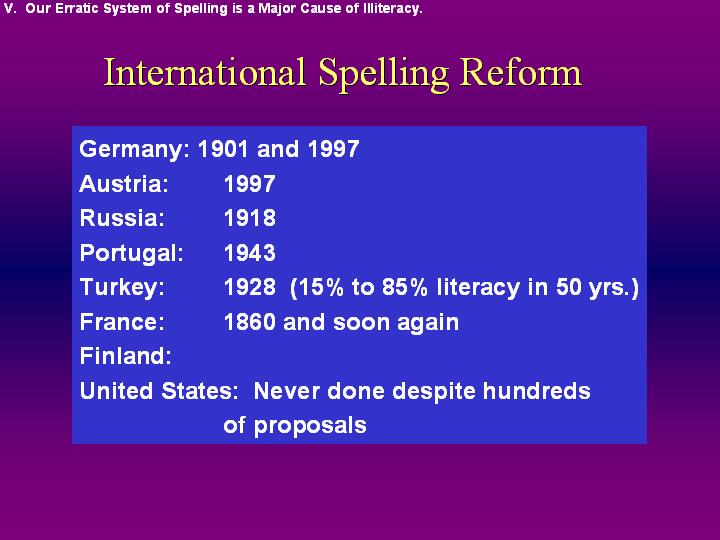 V. Our Erratic System of Spelling is a Major Cause of Illiteracy.
International Spelling Reform
Germany: 1901 and 1997
Austria: 1997
Russia: 1918
Portugal: 1943
Turkey: 1928 (15% to 85% literacy in 50 yrs.)
France: 1860 and soon again
Finland:
United States: Never done despite hundreds
of proposals